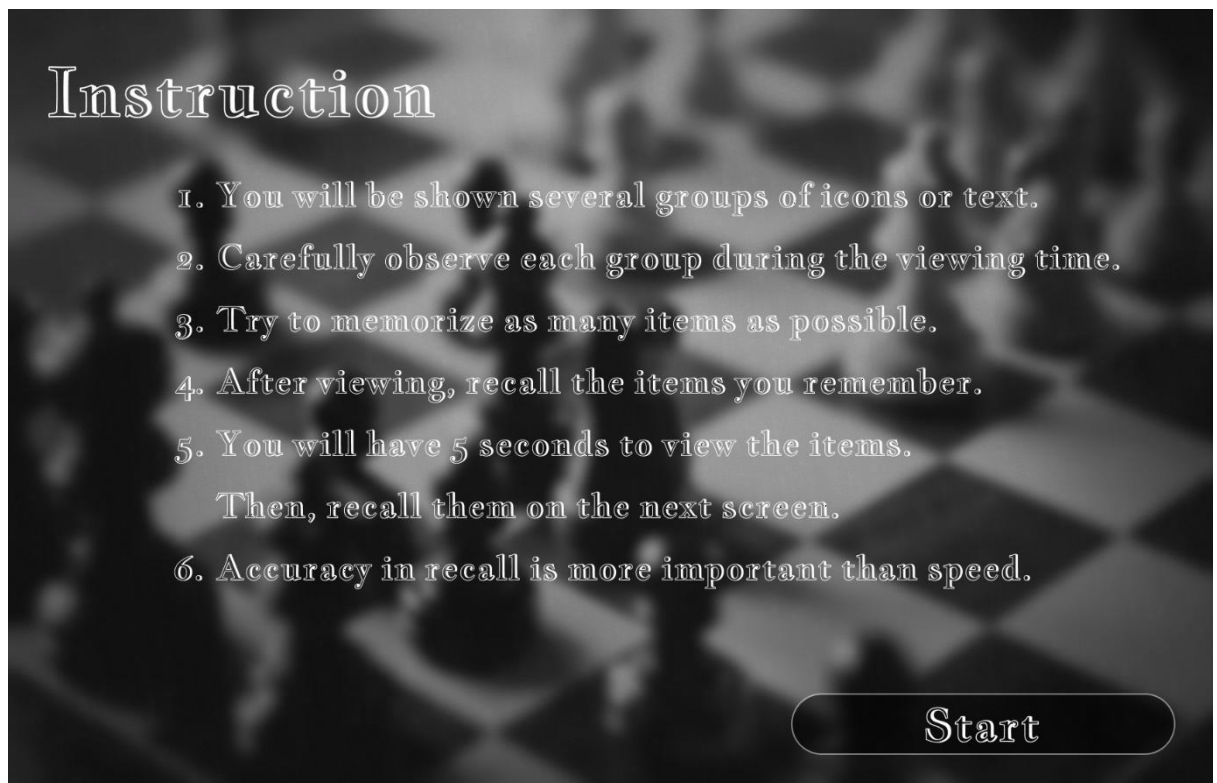 Instruction
1. You will be shown several groups of icons or text.
2. Carefully observe each group during the viewing time.
3. Try to memorize as many items as possible.
4. After viewing, recall the items you remember.
5. You will have 5 seconds to view the items.
Then, recall them on the next screen.
6. Accuracy in recall is more important than speed.
Start